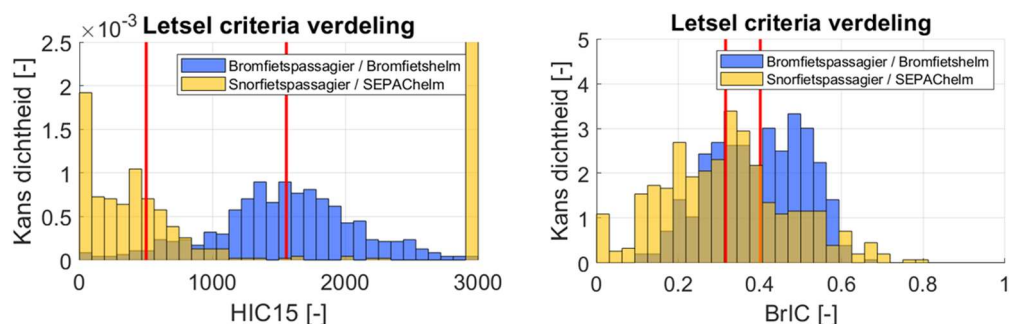 Letsel criteria verdeling
×10⁻³
2.5
2
1.5
1
0.5
0
Kans dichtheid [-]
Bromfietspassagier / Bromfietshelm
Snorfietspassagier / SEPAChelm
0 1000 2000 3000
HIC15 [-]
Letsel criteria verdeling
5
4
3
2
1
0
Kans dichtheid [-]
Bromfietspassagier / Bromfietshelm
Snorfietspassagier / SEPAChelm
0 0.2 0.4 0.6 0.8 1
BrIC [-]